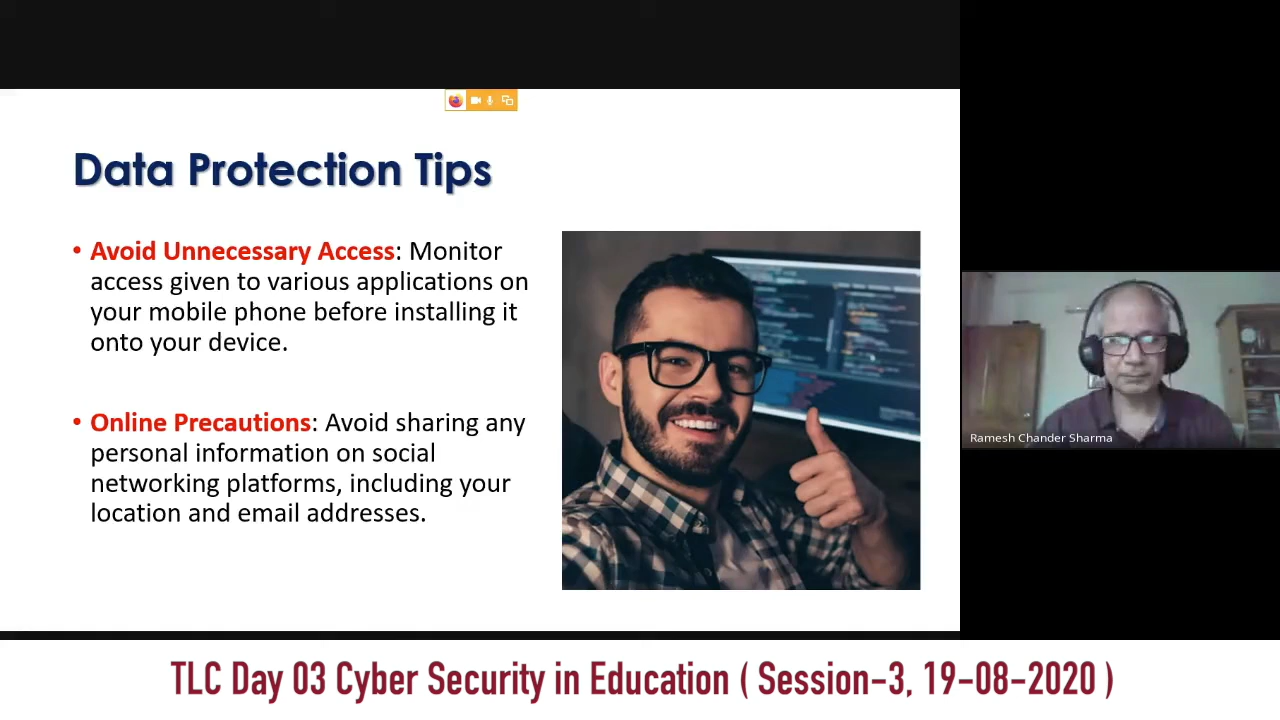 Data Protection Tips
• Avoid Unnecessary Access: Monitor
access given to various applications on
your mobile phone before installing it
onto your device.
• Online Precautions: Avoid sharing any
personal information on social
networking platforms, including your
location and email addresses.
Ramesh Chander Sharma
TLC Day 03 Cyber Security in Education ( Session-3, 19-08-2020 )